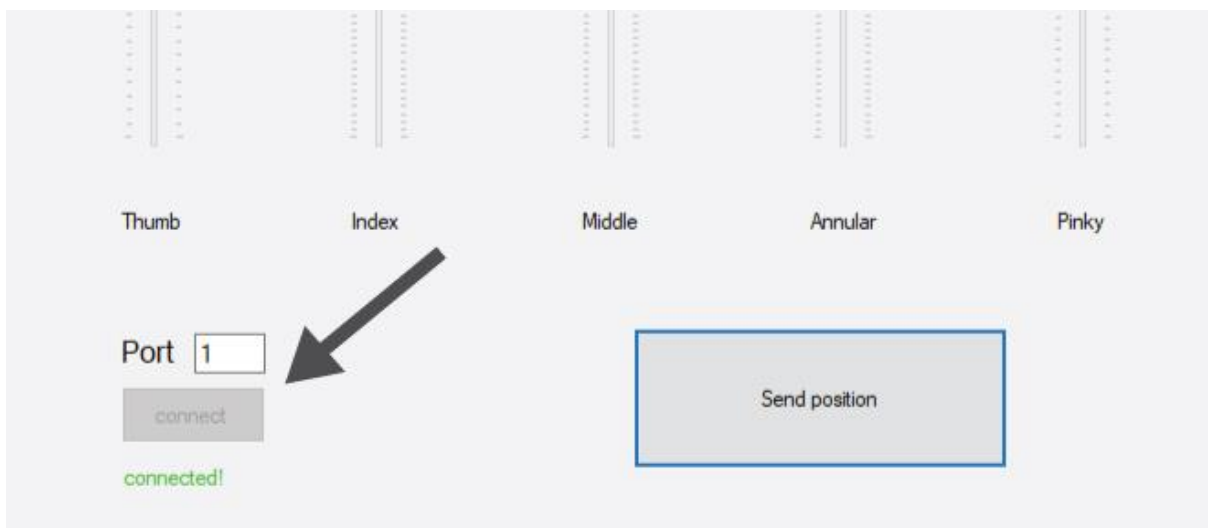 Thumb Index Middle Annular Pinky
Port 1
connect
Send position
connected!